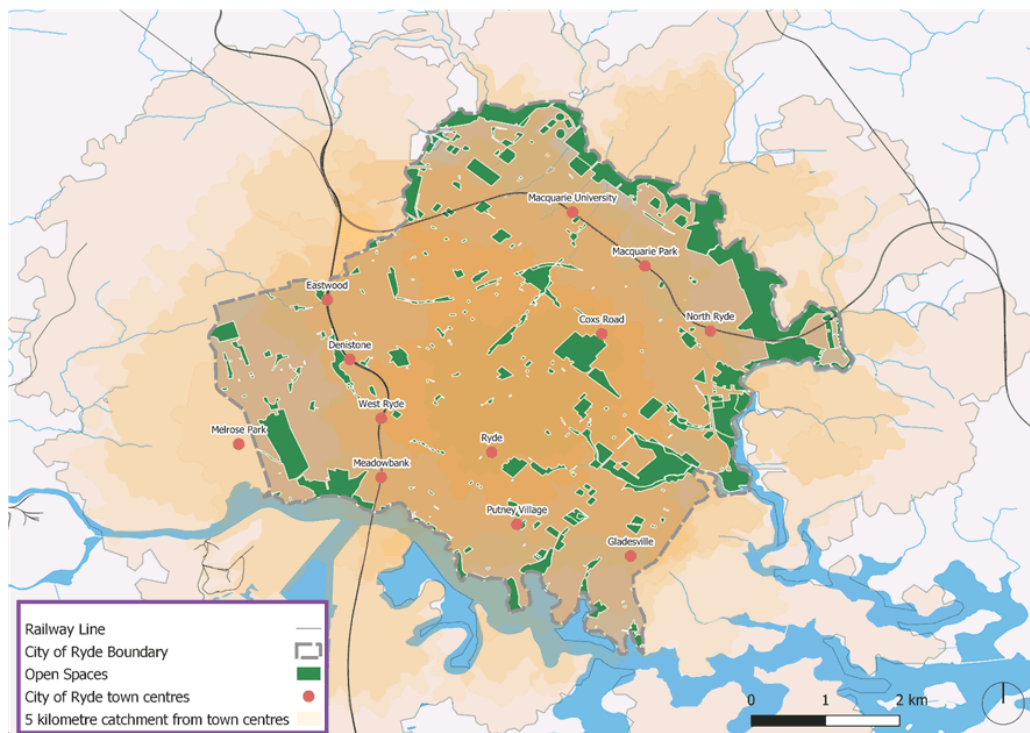 Macquarie University
Macquarie Park
Eastwood
North Ryde
Coxs Road
Denistone
West Ryde
Melrose Park
Ryde
Meadowbank
Putney Village
Gladesville
Railway Line
City of Ryde Boundary
Open Spaces
City of Ryde town centres
5 kilometre catchment from town centres
0 1 2 km